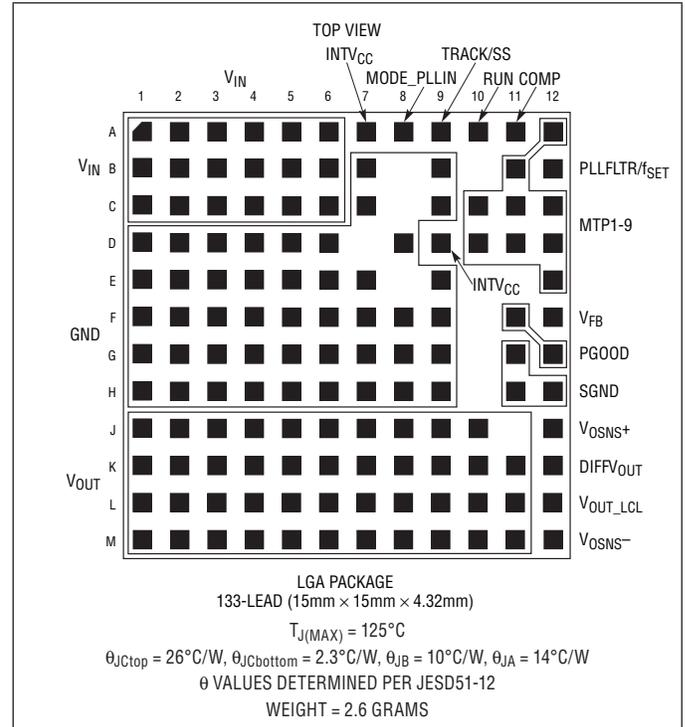 TOP VIEW
INTVCC
TRACK/SS
VIN
MODE_PLLIN
RUN COMP
1 2 3 4 5 6 7 8 9 10 11 12
A
VIN B
PLLFLTR/fSET
C
MTP1-9
D
E
INTVCC
F
VFB
GND
G
PGOOD
H
SGND
J
VOSNS+
K
DIFFVOUT
VOUT
L
VOUT_LCL
M
VOSNS–
LGA PACKAGE
133-LEAD (15mm × 15mm × 4.32mm)
TJ(MAX) = 125°C
θJCtop = 26°C/W, θJCbottom = 2.3°C/W, θJB = 10°C/W, θJA = 14°C/W
θ VALUES DETERMINED PER JESD51-12
WEIGHT = 2.6 GRAMS